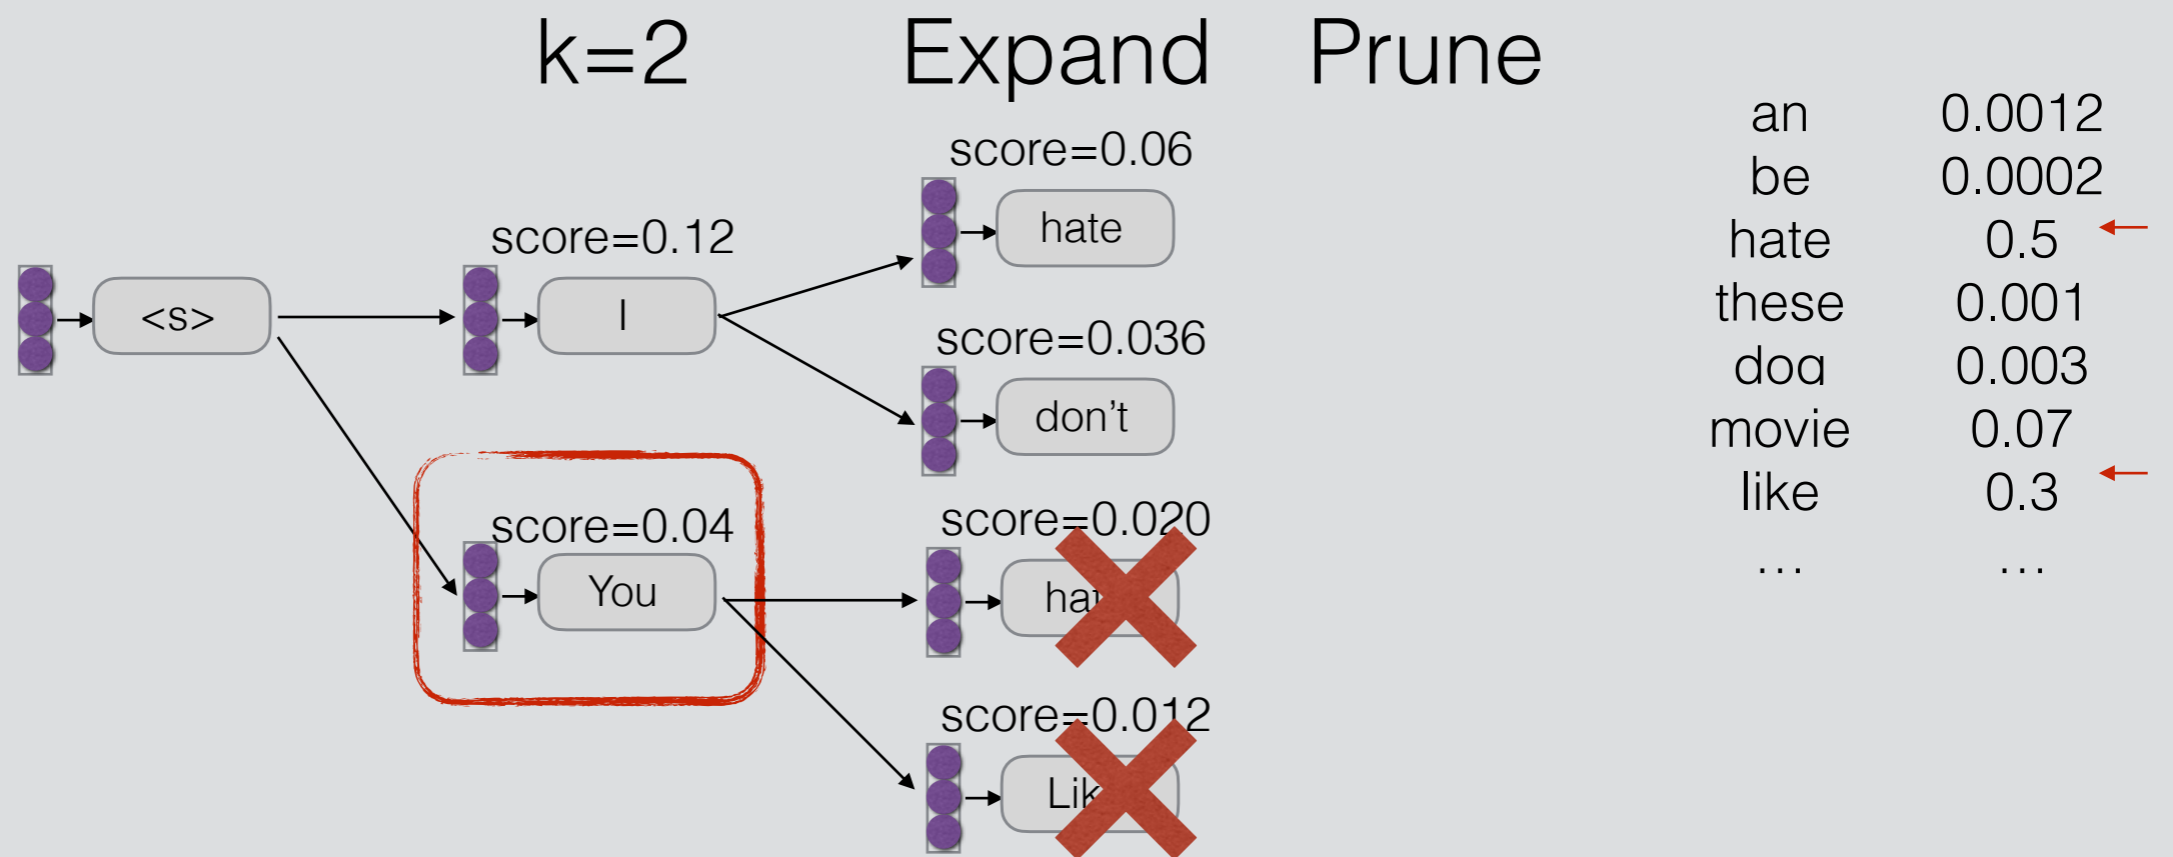 k=2 Expand Prune
score=0.06
hate
score=0.12
<s>
I
score=0.036
don't
score=0.04
You
score=0.020
score=0.012
an 0.0012
be 0.0002
hate 0.5
these 0.001
dog 0.003
movie 0.07
like 0.3
... ...